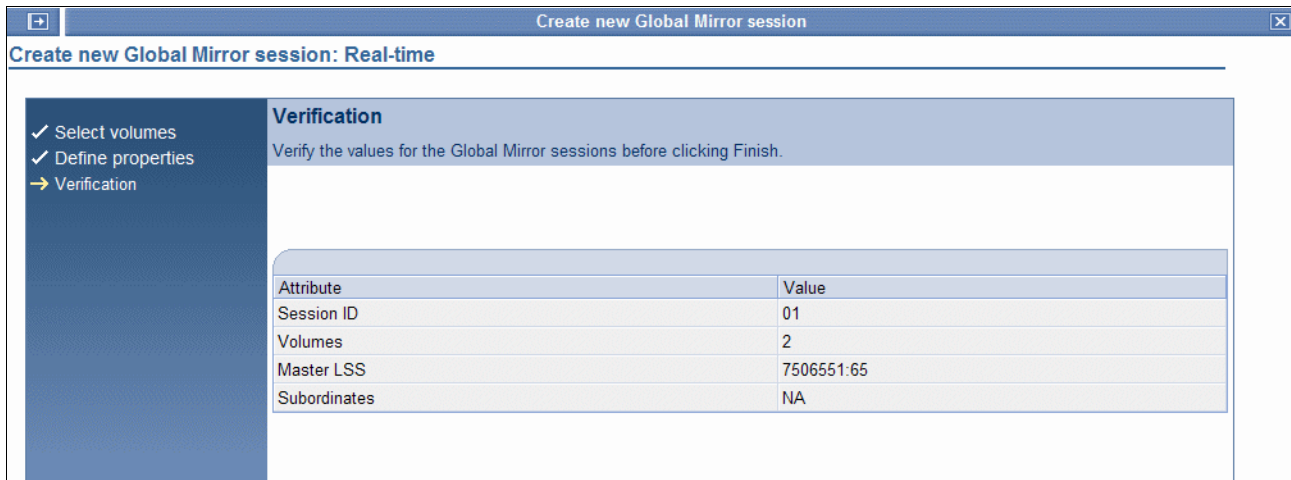 Create new Global Mirror session
Create new Global Mirror session: Real-time
Select volumes
Define properties
Verification
Verification
Verify the values for the Global Mirror sessions before clicking Finish.
Attribute Value
Session ID 01
Volumes 2
Master LSS 7506551:65
Subordinates NA